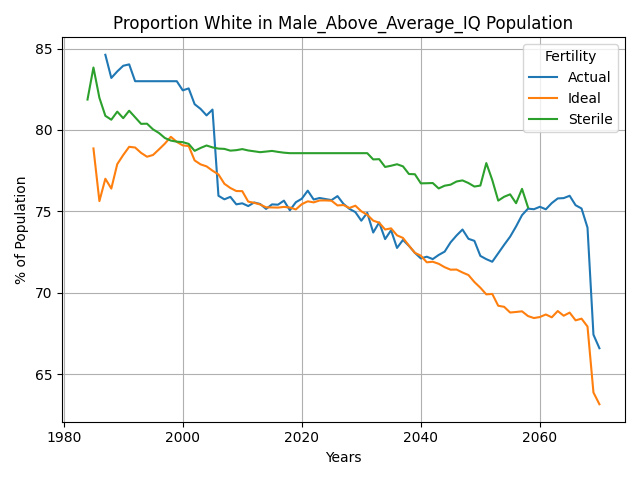 Proportion White in Male_Above_Average_IQ Population
% of Population
85
80
75
70
65
Fertility
Actual
Ideal
Sterile
1980 2000 2020 2040 2060
Years